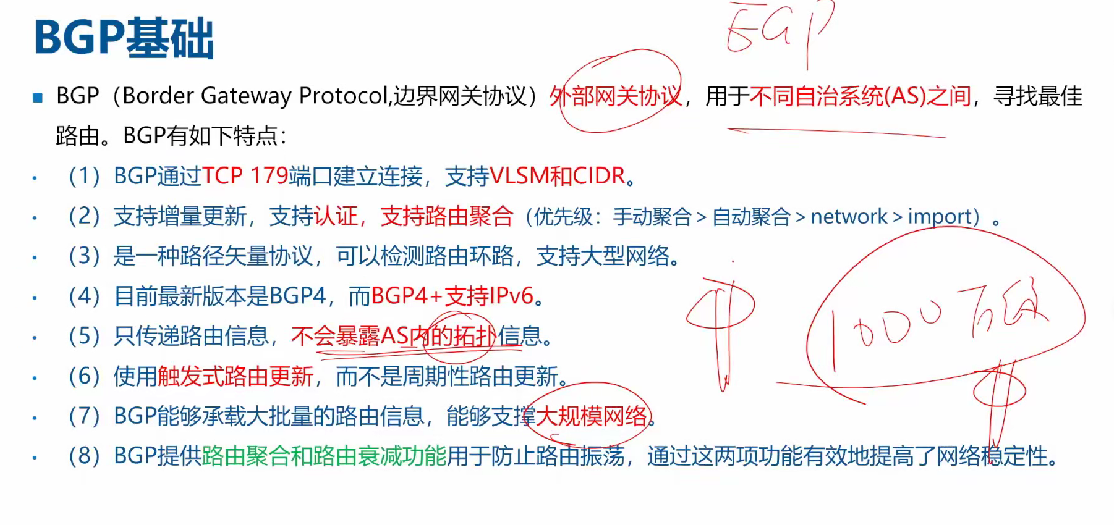 BGP基础
EGP
■ BGP（Border Gateway Protocol,边界网关协议）外部网关协议，用于不同自治系统(AS)之间，寻找最佳
路由。BGP有如下特点：
• （1）BGP通过TCP 179端口建立连接，支持VLSM和CIDR。
• （2）支持增量更新，支持认证，支持路由聚合（优先级：手动聚合＞自动聚合＞network＞import）。
• （3）是一种路径矢量协议，可以检测路由环路，支持大型网络。
• （4）目前最新版本是BGP4，而BGP4+支持IPv6。
1000万
• （5）只传递路由信息，不会暴露AS内的拓扑信息。
• （6）使用触发式路由更新，而不是周期性路由更新。
• （7）BGP能够承载大批量的路由信息，能够支撑大规模网络。
• （8）BGP提供路由聚合和路由衰减功能用于防止路由振荡，通过这两项功能有效地提高了网络稳定性。